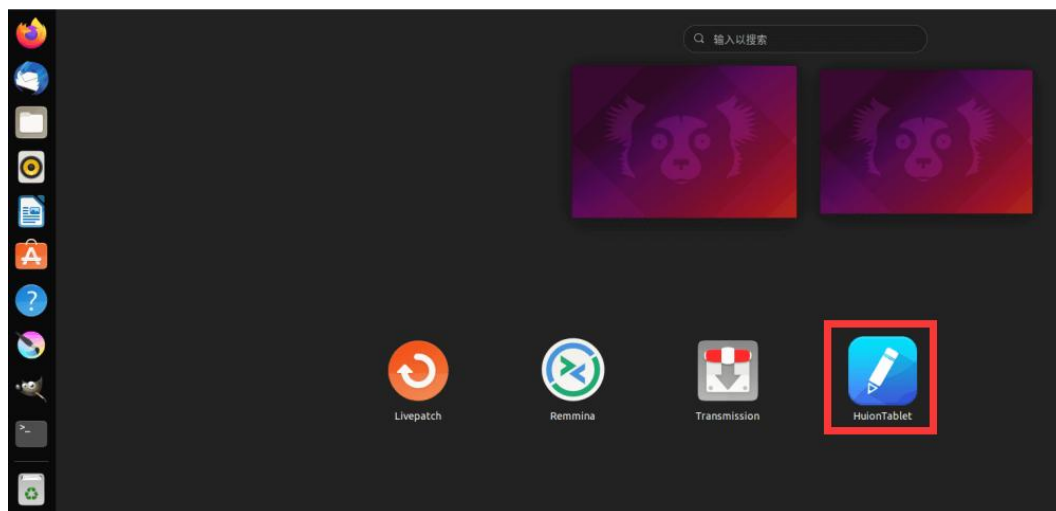 输入以搜索
Livepatch
Remmina
Transmission
HuionTablet